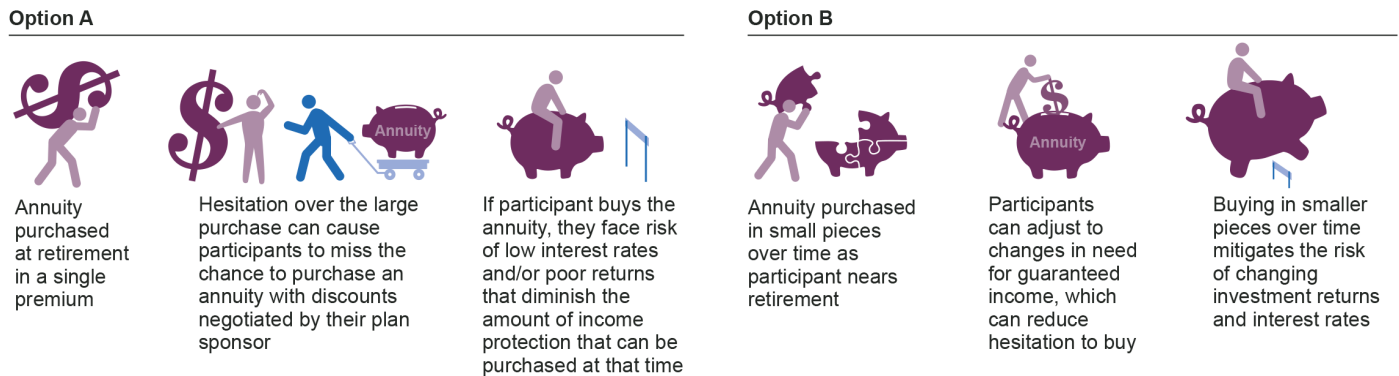 Option A
Annuity
purchased
at retirement
in a single
premium
Annuity
Hesitation over the large
purchase can cause
participants to miss the
chance to purchase an
annuity with discounts
negotiated by their plan
sponsor
If participant buys the
annuity, they face risk
of low interest rates
and/or poor returns
that diminish the
amount of income
protection that can be
purchased at that time
Option B
Annuity purchased
in small pieces
over time as
participant nears
retirement
$
Annuity
Participants
can adjust to
changes in need
for guaranteed
income, which
can reduce
hesitation to buy
Buying in smaller
pieces over time
mitigates the risk
of changing
investment returns
and interest rates